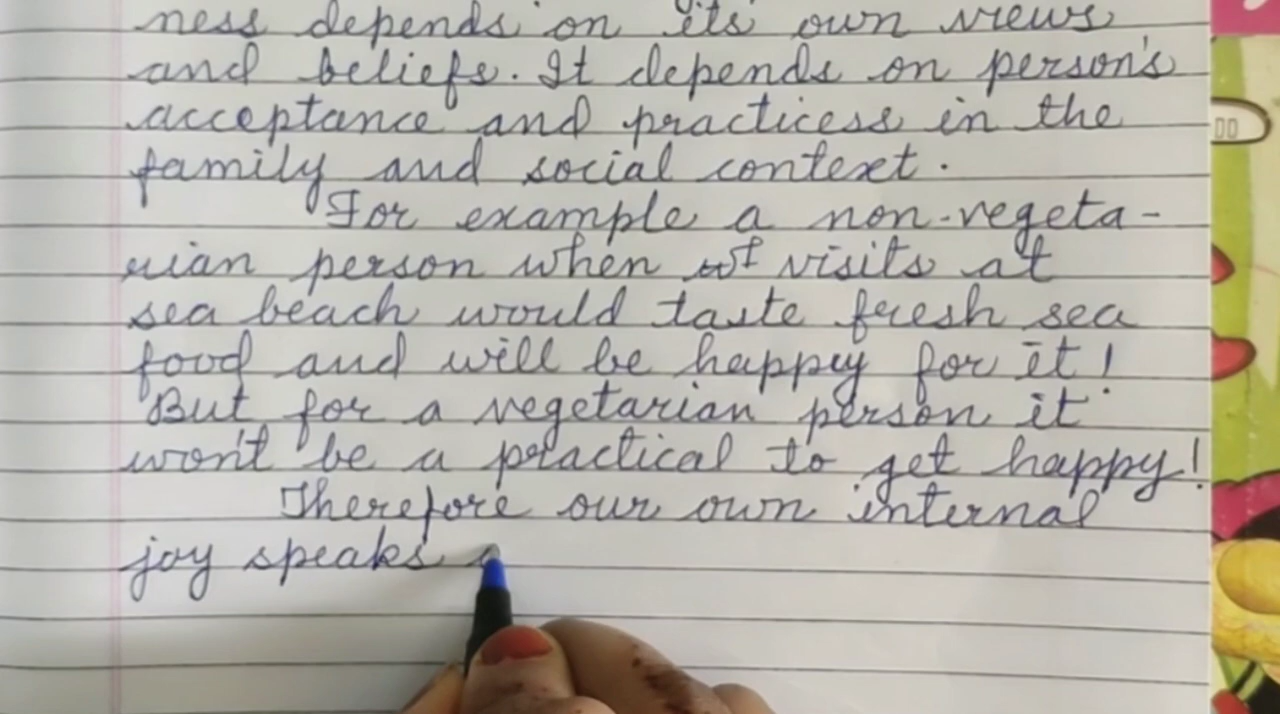 ness depends on its own views
and beliefs. It depends on person's
acceptance and practicess in the
family and social context.
For example a non-vegeta-
rian person when visits at
sea beach would taste fresh sea
food and will be happy for it!
But for a vegetarian person it
won't be a practical to get happy!
Therefore our own internal
joy speaks